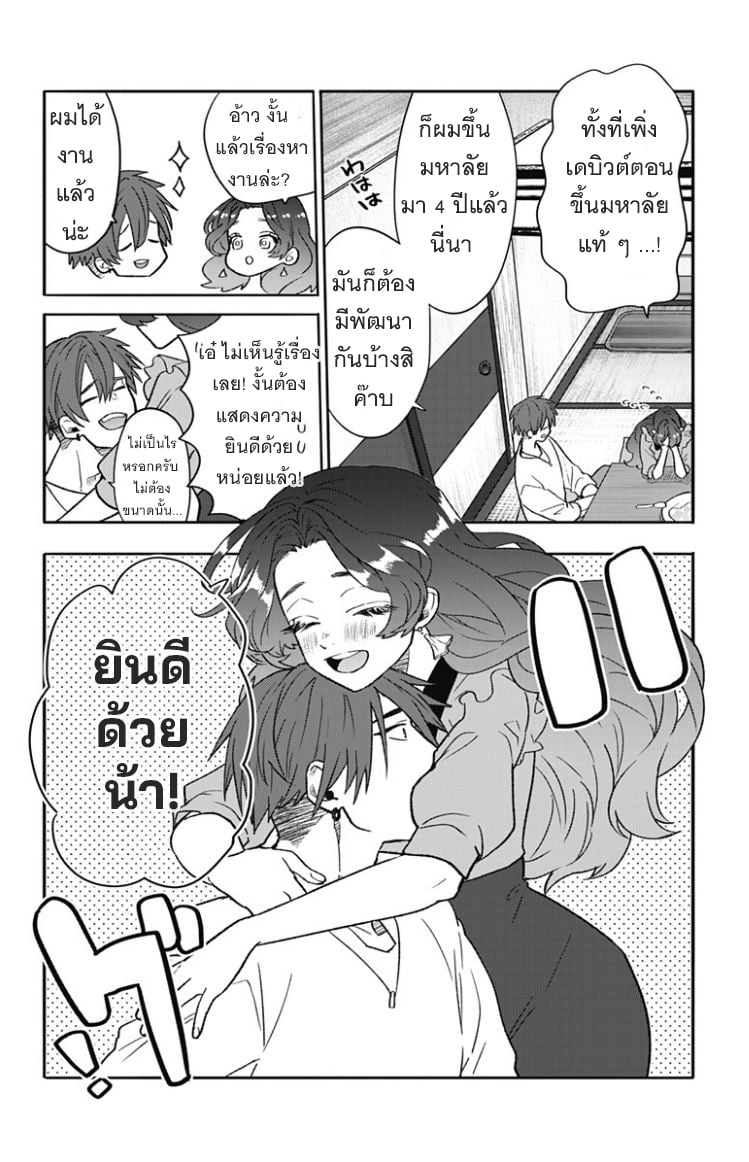 ทั้งที่เพิ่ง
เดบิวต์ตอน
ขึ้นมหาลัย
แท้ ๆ ...!
ก็ผมขึ้น
มหาลัย
มา 4 ปีแล้ว
นี่นา
わはは
มันก็ต้อง
มีพัฒนา
กันบ้างสิ
ค๊าบ
อ้าว งั้น
แล้วเรื่องหา
งานล่ะ?
ผมได้
งาน
แล้ว
น่ะ
เอ๋ ไม่เห็นรู้เรื่อง
เลย! งั้นต้อง
แสดงความ
ยินดีด้วย
หน่อยแล้ว!
ไม่เป็นไร
หรอกครับ
ไม่ต้อง
ขนาดนั้น...
ยินดี
ด้วย
น้า!